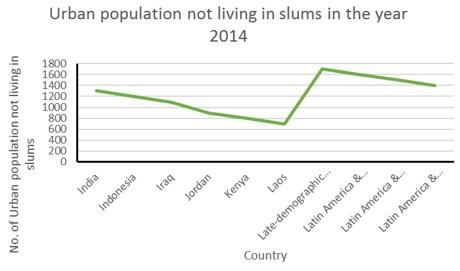 Urban population not living in slums in the year
2014
No. of Urban population not living in
slums
1800
1600
1400
1200
1000
800
600
400
200
0
India
Indonesia
Iraq
Jordan
Kenya
Laos
Late-demographic...
Latin America &...
Latin America &...
Latin America &...
Country